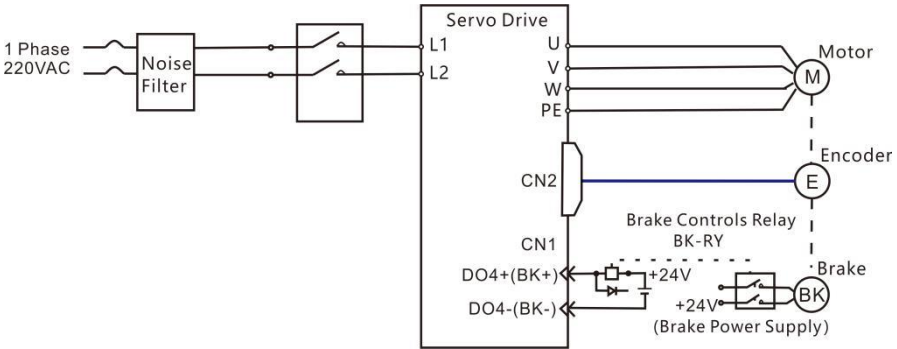 Servo Drive
1 Phase
220VAC
Noise
Filter
L1
L2
U
V
W
PE
Motor
M
CN2
Encoder
E
Brake Controls Relay
BK-RY
CN1
DO4+(BK+)
+24V
DO4-(BK-)
+24V
Brake
BK
(Brake Power Supply)